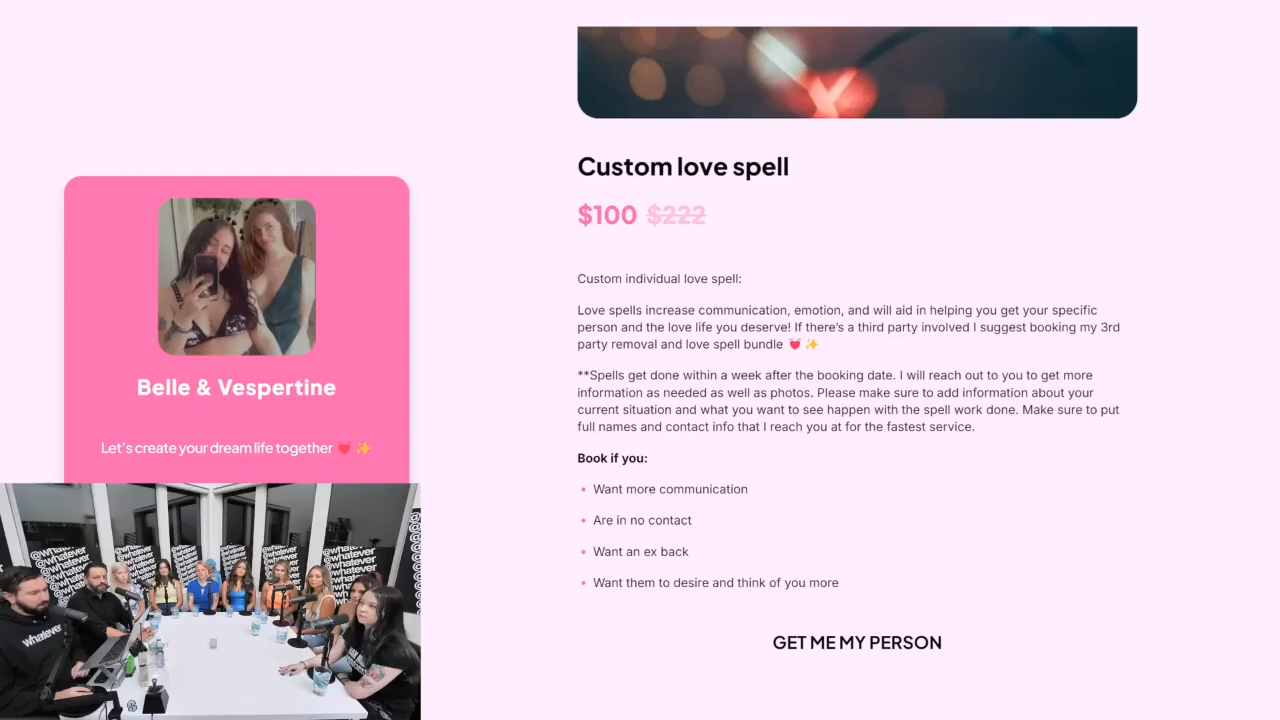 Custom love spell
$100 $222
Custom individual love spell:
Love spells increase communication, emotion, and will aid in helping you get your specific
person and the love life you deserve! If there's a third party involved I suggest booking my 3rd
party removal and love spell bundle 💓 ✨
**Spells get done within a week after the booking date. I will reach out to you to get more
information as needed as well as photos. Please make sure to add information about your
current situation and what you want to see happen with the spell work done. Make sure to put
full names and contact info that I reach you at for the fastest service.
Book if you:
• Want more communication
• Are in no contact
• Want an ex back
• Want them to desire and think of you more
GET ME MY PERSON
Belle & Vespertine
Let's create your dream life together 💓 ✨
@whatever
@whatever
@whatever
whatever